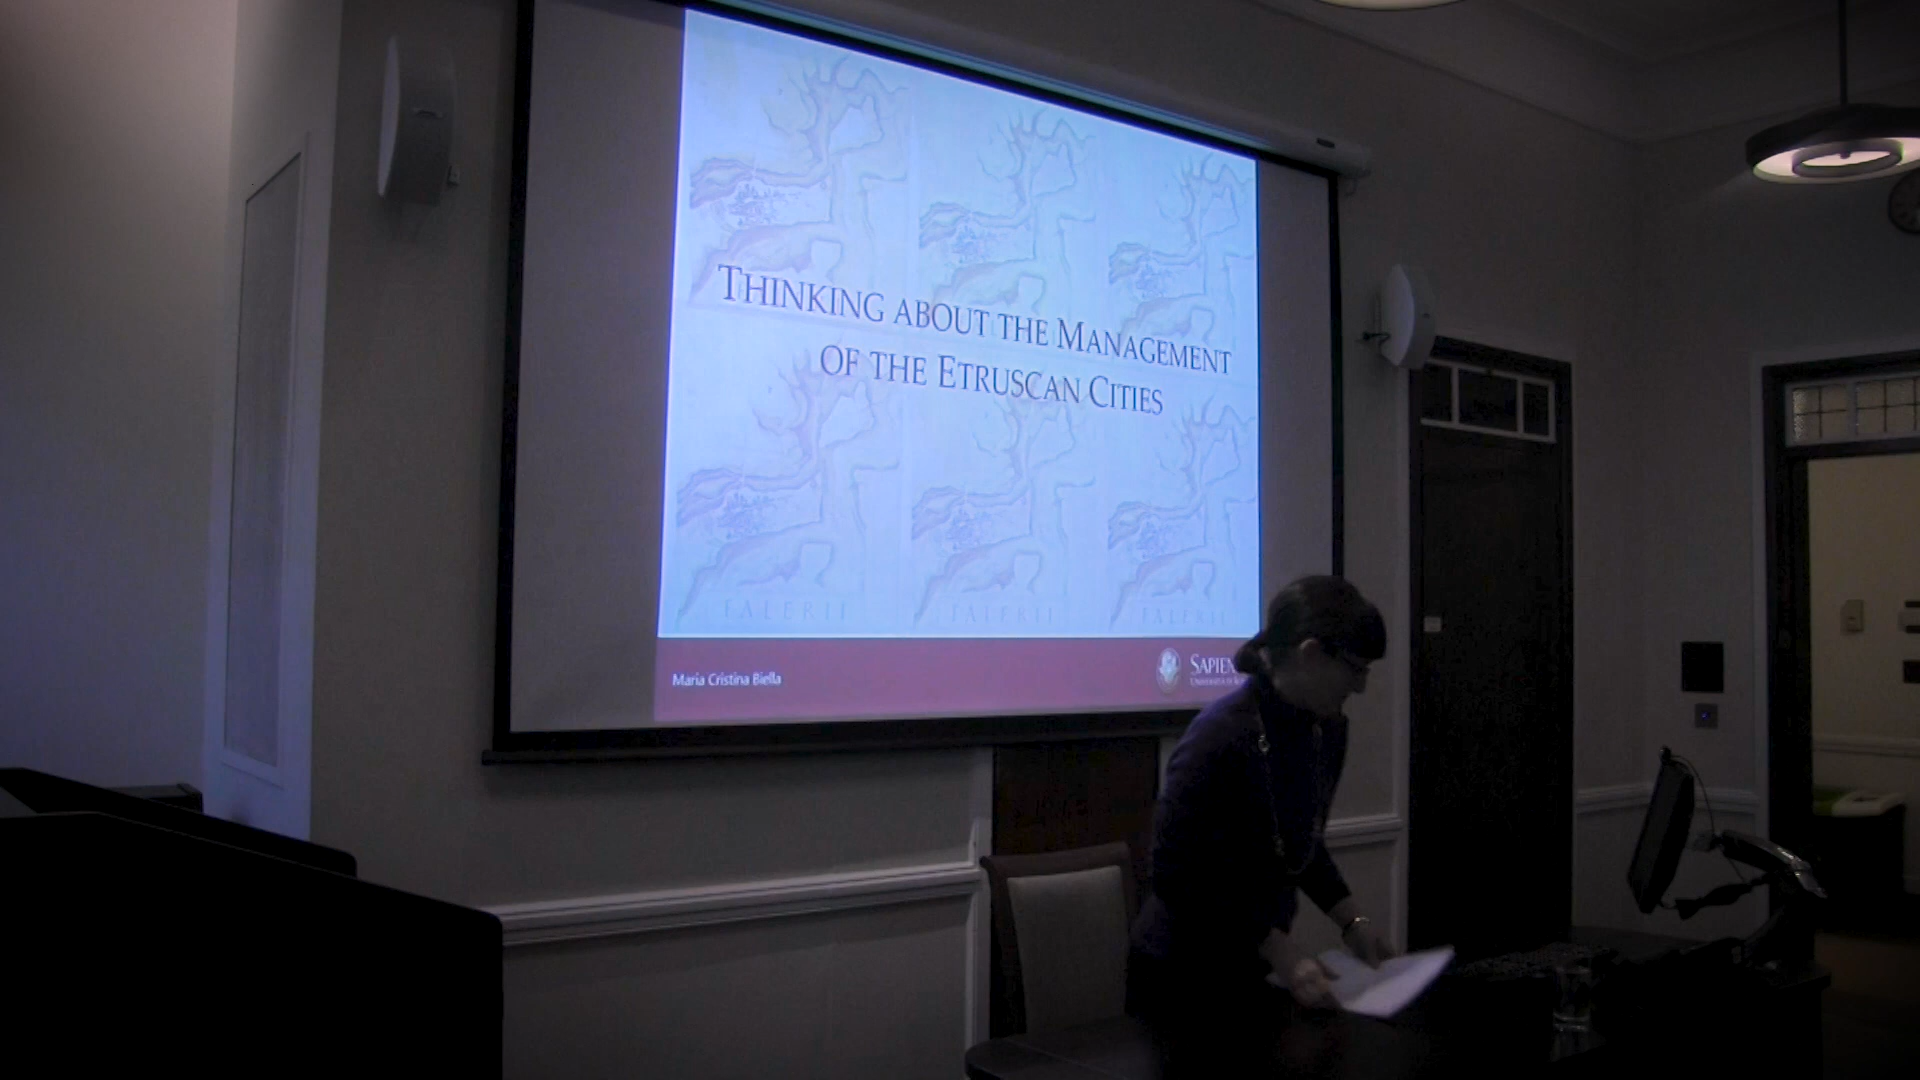 THINKING ABOUT THE MANAGEMENT
OF THE ETRUSCAN CITIES
FALERII FALERII FALERII
Maria Cristina Biella
SAPIEN